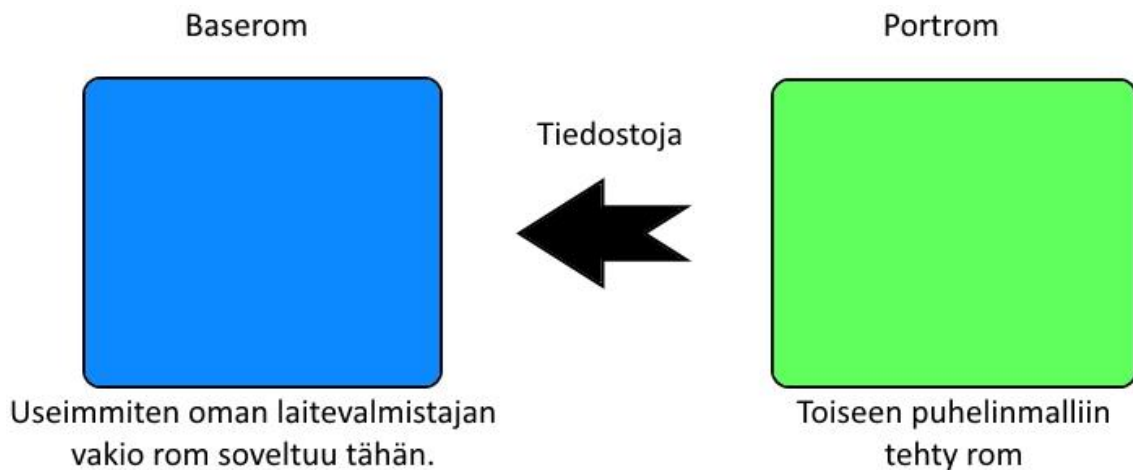 Baserom
Portrom
Tiedostoja
Useimmiten oman laitevalmistajan
vakio rom soveltuu tähän.
Toiseen puhelinmalliin
tehty rom